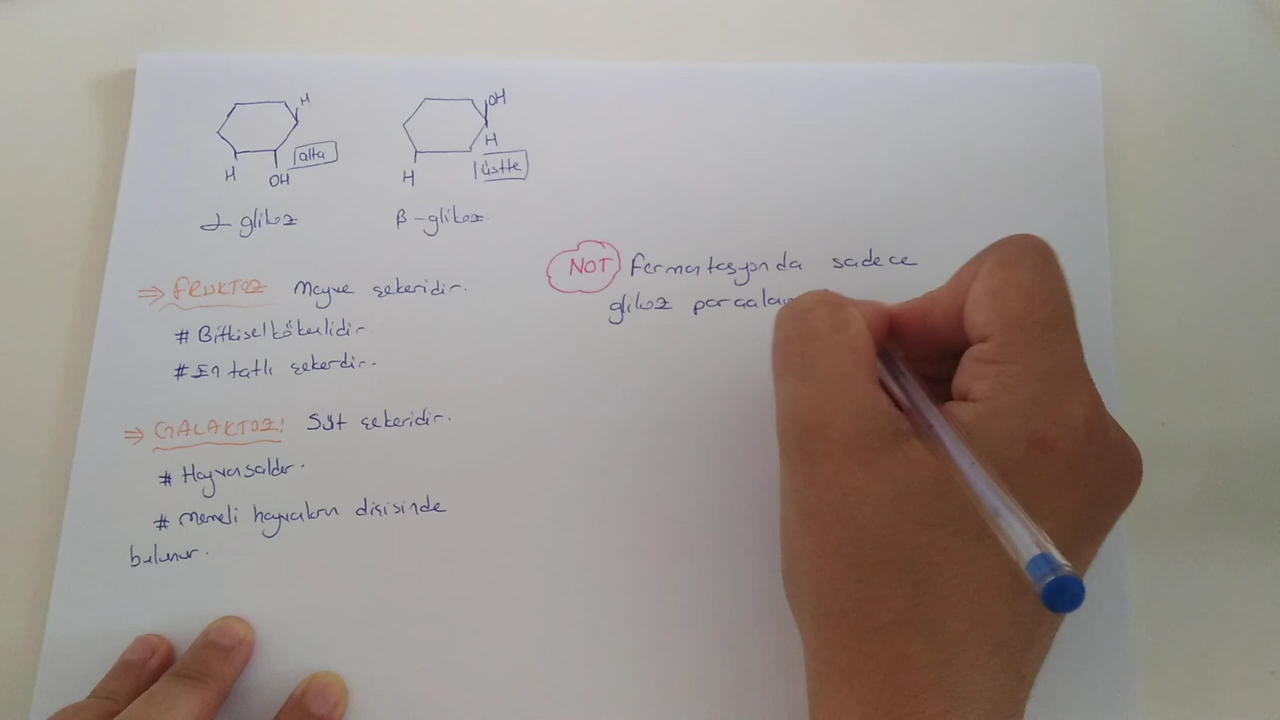 H
OH
alta
H
H
OH
üstte
H
α glikoz
β-glikoz
⇒ FRUKTOZ Meyve şekeridir.
# Bitkisel kökenlidir
# En tatlı şekerdir.
⇒ GALAKTOZ: Süt şekeridir.
# Hayvansaldır.
# Memeli hayvanların dişisinde
bulunur.
NOT Fermantasyonda sadece
glikoz